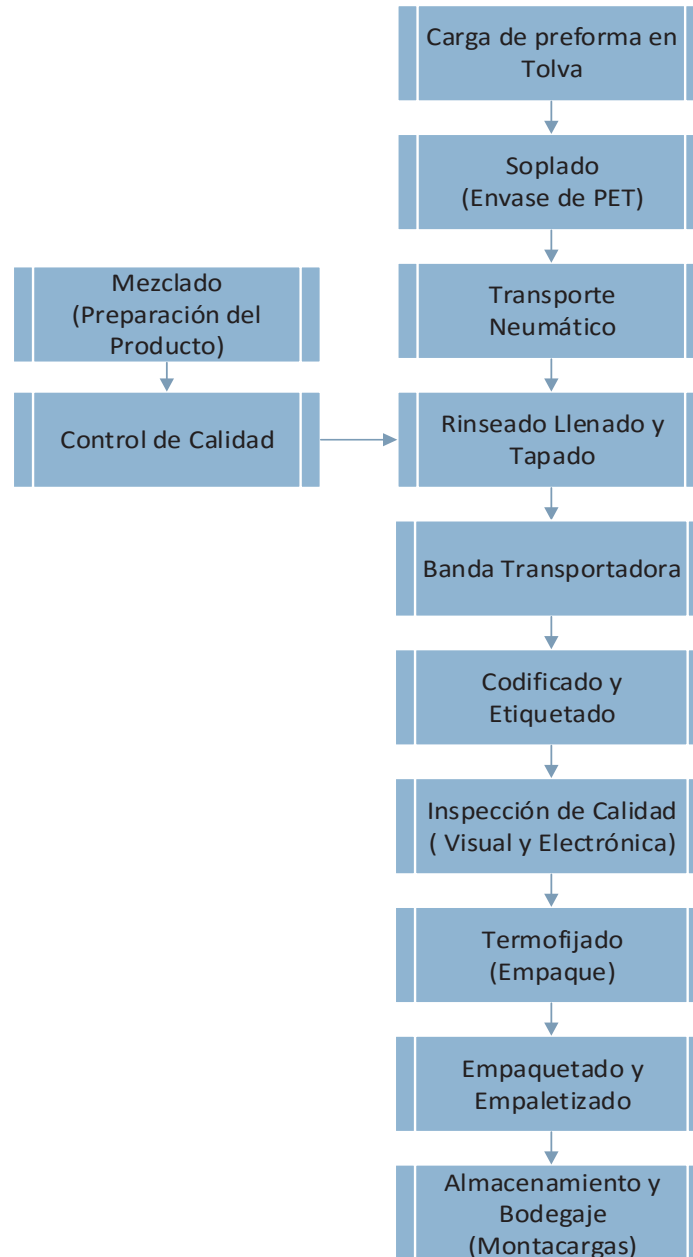 Carga de preforma en
Tolva
Soplado
(Envase de PET)
Mezclado
(Preparación del
Producto)
Transporte
Neumático
Control de Calidad
Rinseado Llenado y
Tapado
Banda Transportadora
Codificado y
Etiquetado
Inspección de Calidad
( Visual y Electrónica)
Termofijado
(Empaque)
Empaquetado y
Empaletizado
Almacenamiento y
Bodegaje
(Montacargas)